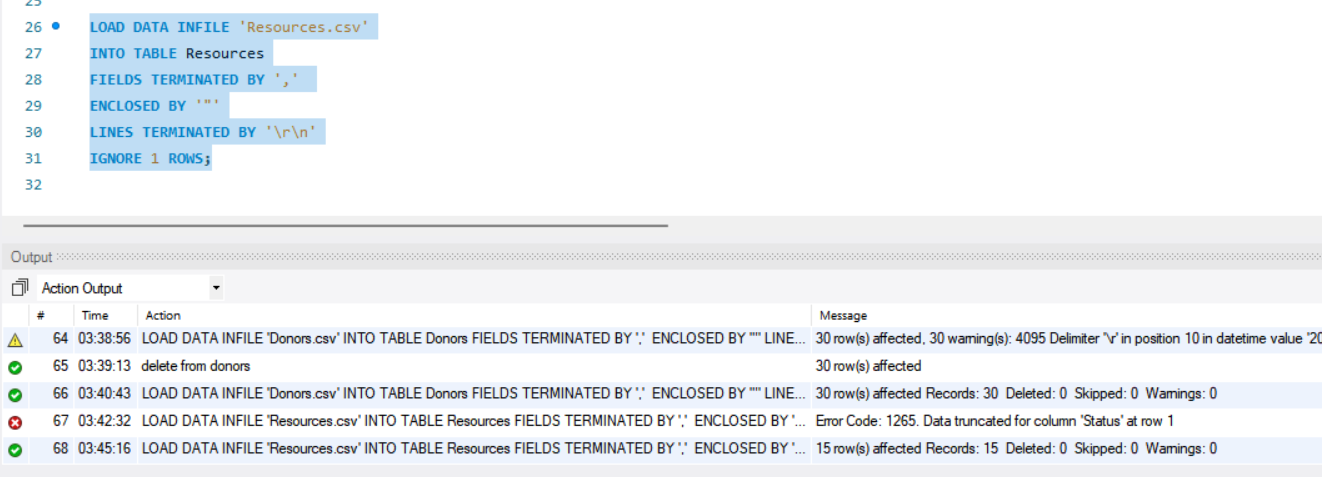 25
26 LOAD DATA INFILE 'Resources.csv'
27 INTO TABLE Resources
28 FIELDS TERMINATED BY ','
29 ENCLOSED BY '"'
30 LINES TERMINATED BY '\r\n'
31 IGNORE 1 ROWS;
32
Output
Action Output
# Time Action Message
64 03:38:56 LOAD DATA INFILE 'Donors.csv' INTO TABLE Donors FIELDS TERMINATED BY ',' ENCLOSED BY '"' LINE... 30 row(s) affected, 30 warning(s): 4095 Delimiter '\r' in position 10 in datetime value '20
65 03:39:13 delete from donors 30 row(s) affected
66 03:40:43 LOAD DATA INFILE 'Donors.csv' INTO TABLE Donors FIELDS TERMINATED BY ',' ENCLOSED BY '"' LINE... 30 row(s) affected Records: 30 Deleted: 0 Skipped: 0 Warnings: 0
67 03:42:32 LOAD DATA INFILE 'Resources.csv' INTO TABLE Resources FIELDS TERMINATED BY ',' ENCLOSED BY '... Error Code: 1265. Data truncated for column 'Status' at row 1
68 03:45:16 LOAD DATA INFILE 'Resources.csv' INTO TABLE Resources FIELDS TERMINATED BY ',' ENCLOSED BY '... 15 row(s) affected Records: 15 Deleted: 0 Skipped: 0 Warnings: 0